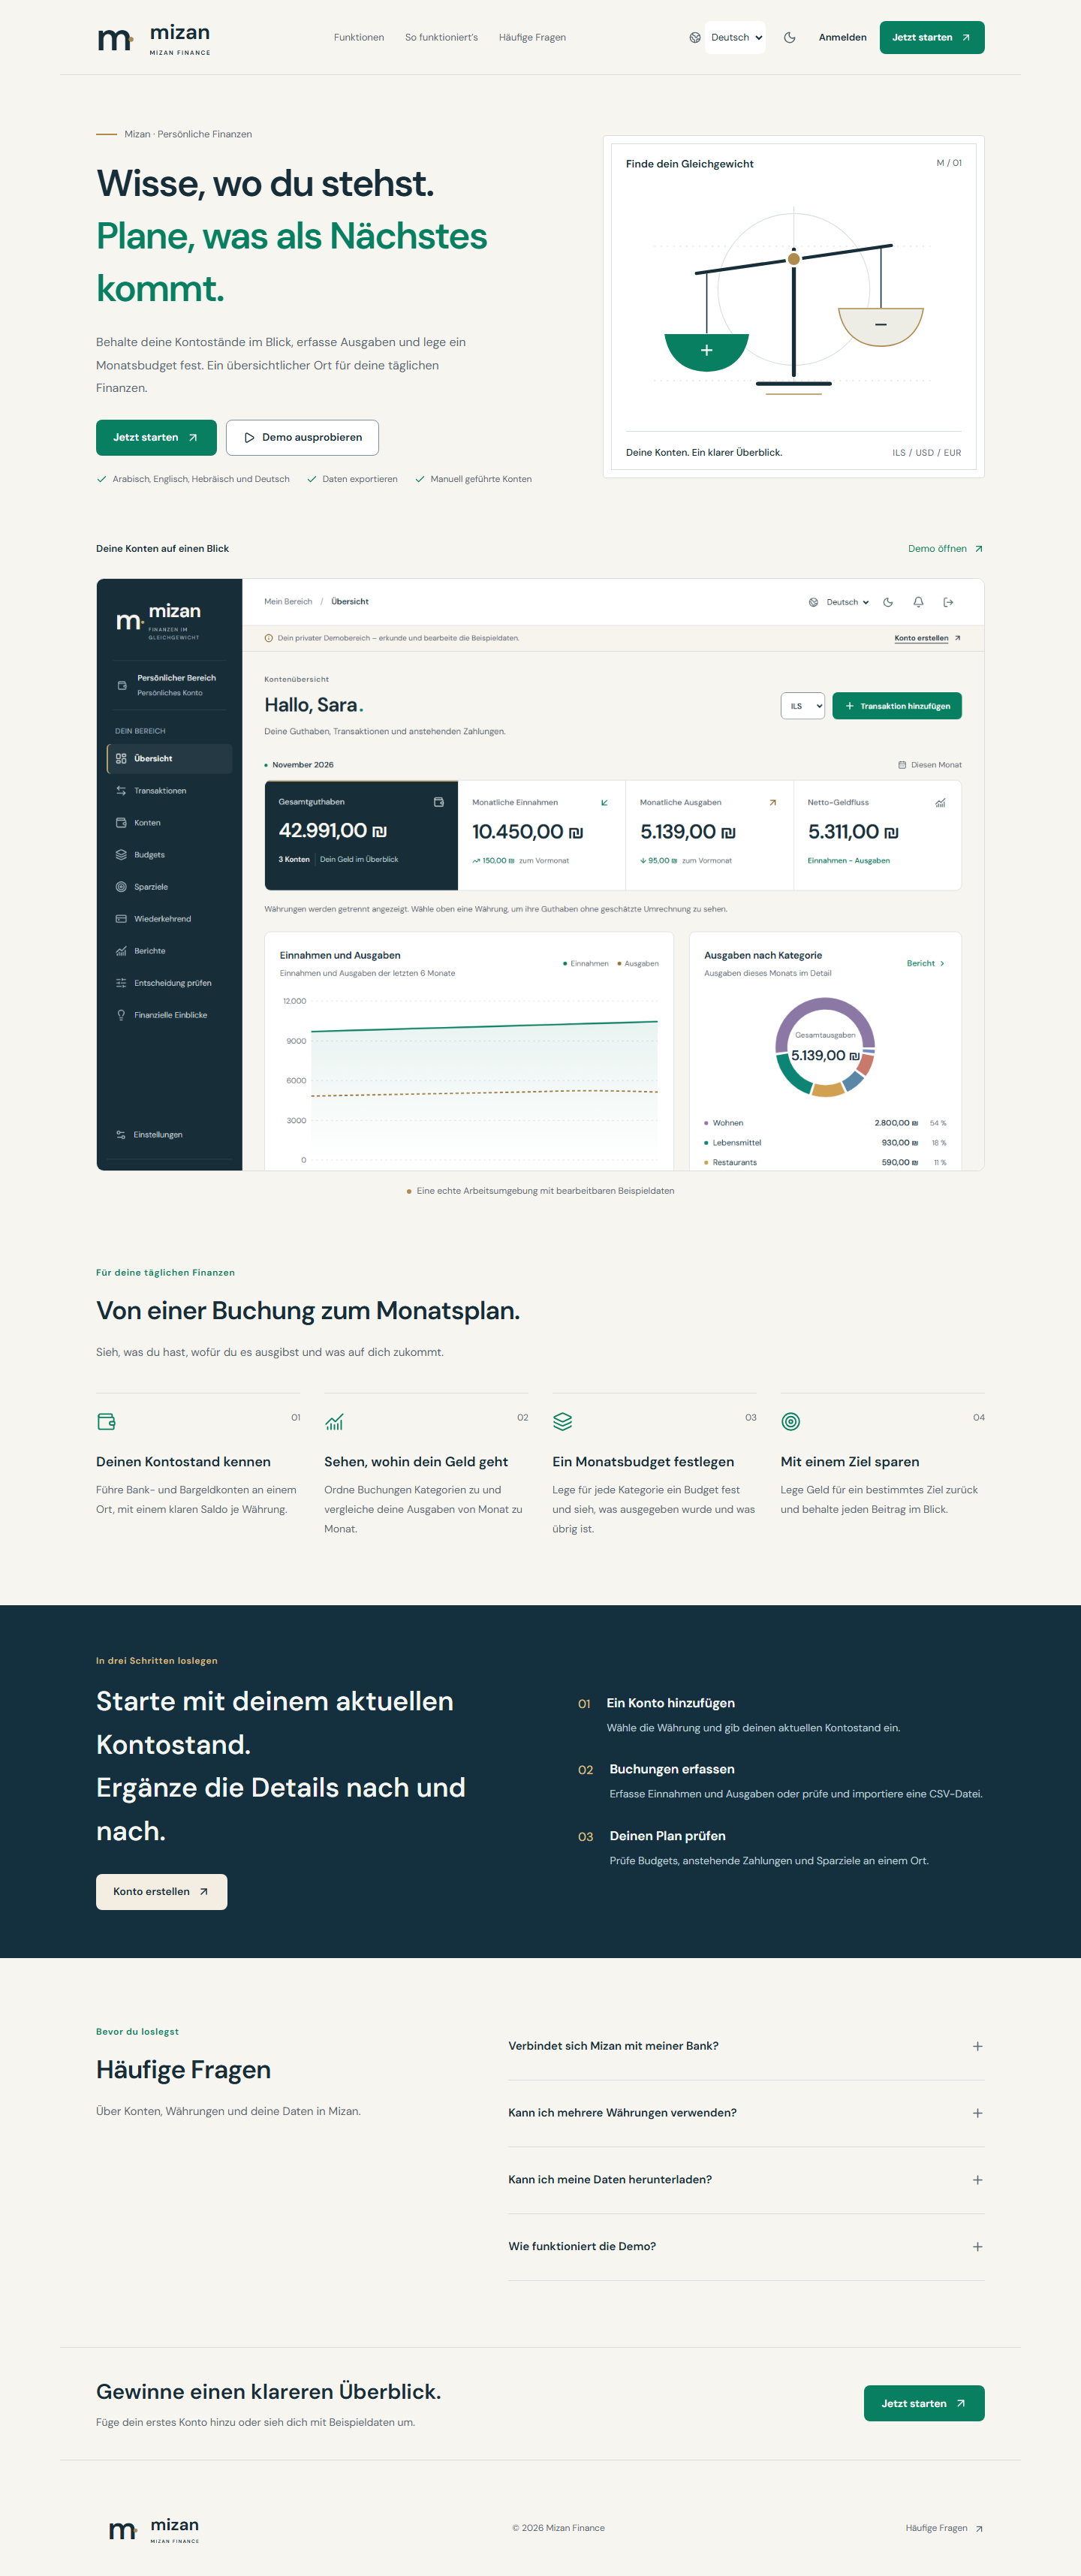 m mizan
MIZAN FINANCE
Funktionen
So funktioniert's
Häufige Fragen
Deutsch
Anmelden
Jetzt starten
Mizan · Persönliche Finanzen
Wisse, wo du stehst.
Plane, was als Nächstes
kommt.
Behalte deine Kontostände im Blick, erfasse Ausgaben und lege ein
Monatsbudget fest. Ein übersichtlicher Ort für deine täglichen
Finanzen.
Jetzt starten
Demo ausprobieren
Arabisch, Englisch, Hebräisch und Deutsch
Daten exportieren
Manuell geführte Konten
Finde dein Gleichgewicht
M / 01
+
−
Deine Konten. Ein klarer Überblick.
ILS / USD / EUR
Deine Konten auf einen Blick
Demo öffnen
m mizan
FINANZEN IM
GLEICHGEWICHT
Persönlicher Bereich
Persönliches Konto
DEIN BEREICH
Übersicht
Transaktionen
Konten
Budgets
Sparziele
Wiederkehrend
Berichte
Entscheidung prüfen
Finanzielle Einblicke
Einstellungen
Mein Bereich / Übersicht
Deutsch
Dein privater Demobereich – erkunde und bearbeite die Beispieldaten.
Konto erstellen
Kontenübersicht
Hallo, Sara.
Deine Guthaben, Transaktionen und anstehenden Zahlungen.
ILS
Transaktion hinzufügen
November 2026
Diesen Monat
Gesamtguthaben
42.991,00 ₪
3 Konten | Dein Geld im Überblick
Monatliche Einnahmen
10.450,00 ₪
150,00 ₪ zum Vormonat
Monatliche Ausgaben
5.139,00 ₪
95,00 ₪ zum Vormonat
Netto-Geldfluss
5.311,00 ₪
Einnahmen − Ausgaben
Währungen werden getrennt angezeigt. Wähle oben eine Währung, um ihre Guthaben ohne geschätzte Umrechnung zu sehen.
Einnahmen und Ausgaben
Einnahmen und Ausgaben der letzten 6 Monate
Einnahmen
Ausgaben
12.000
9000
6000
3000
0
Ausgaben nach Kategorie
Ausgaben dieses Monats im Detail
Bericht
Gesamtausgaben
5.139,00 ₪
Wohnen 2.800,00 ₪ 54 %
Lebensmittel 930,00 ₪ 18 %
Restaurants 590,00 ₪ 11 %
Eine echte Arbeitsumgebung mit bearbeitbaren Beispieldaten
Für deine täglichen Finanzen
Von einer Buchung zum Monatsplan.
Sieh, was du hast, wofür du es ausgibst und was auf dich zukommt.
01
Deinen Kontostand kennen
Führe Bank- und Bargeldkonten an einem
Ort, mit einem klaren Saldo je Währung.
02
Sehen, wohin dein Geld geht
Ordne Buchungen Kategorien zu und
vergleiche deine Ausgaben von Monat zu
Monat.
03
Ein Monatsbudget festlegen
Lege für jede Kategorie ein Budget fest
und sieh, was ausgegeben wurde und was
übrig ist.
04
Mit einem Ziel sparen
Lege Geld für ein bestimmtes Ziel zurück
und behalte jeden Beitrag im Blick.
In drei Schritten loslegen
Starte mit deinem aktuellen
Kontostand.
Ergänze die Details nach und
nach.
Konto erstellen
01 Ein Konto hinzufügen
Wähle die Währung und gib deinen aktuellen Kontostand ein.
02 Buchungen erfassen
Erfasse Einnahmen und Ausgaben oder prüfe und importiere eine CSV-Datei.
03 Deinen Plan prüfen
Prüfe Budgets, anstehende Zahlungen und Sparziele an einem Ort.
Bevor du loslegst
Häufige Fragen
Über Konten, Währungen und deine Daten in Mizan.
Verbindet sich Mizan mit meiner Bank?
Kann ich mehrere Währungen verwenden?
Kann ich meine Daten herunterladen?
Wie funktioniert die Demo?
Gewinne einen klareren Überblick.
Füge dein erstes Konto hinzu oder sieh dich mit Beispieldaten um.
Jetzt starten
m mizan
MIZAN FINANCE
© 2026 Mizan Finance
Häufige Fragen